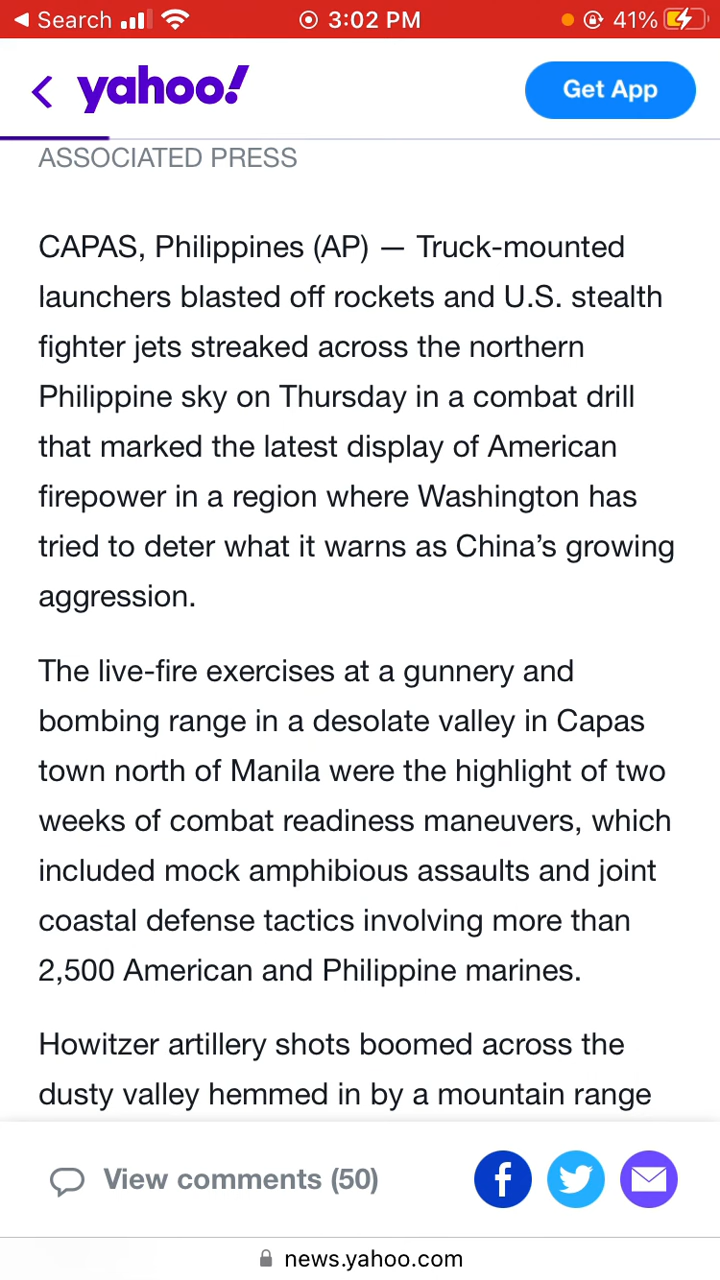 Search
3:02 PM
41%
yahoo!
Get App
ASSOCIATED PRESS
CAPAS, Philippines (AP) — Truck-mounted
launchers blasted off rockets and U.S. stealth
fighter jets streaked across the northern
Philippine sky on Thursday in a combat drill
that marked the latest display of American
firepower in a region where Washington has
tried to deter what it warns as China’s growing
aggression.
The live-fire exercises at a gunnery and
bombing range in a desolate valley in Capas
town north of Manila were the highlight of two
weeks of combat readiness maneuvers, which
included mock amphibious assaults and joint
coastal defense tactics involving more than
2,500 American and Philippine marines.
Howitzer artillery shots boomed across the
dusty valley hemmed in by a mountain range
View comments (50)
news.yahoo.com